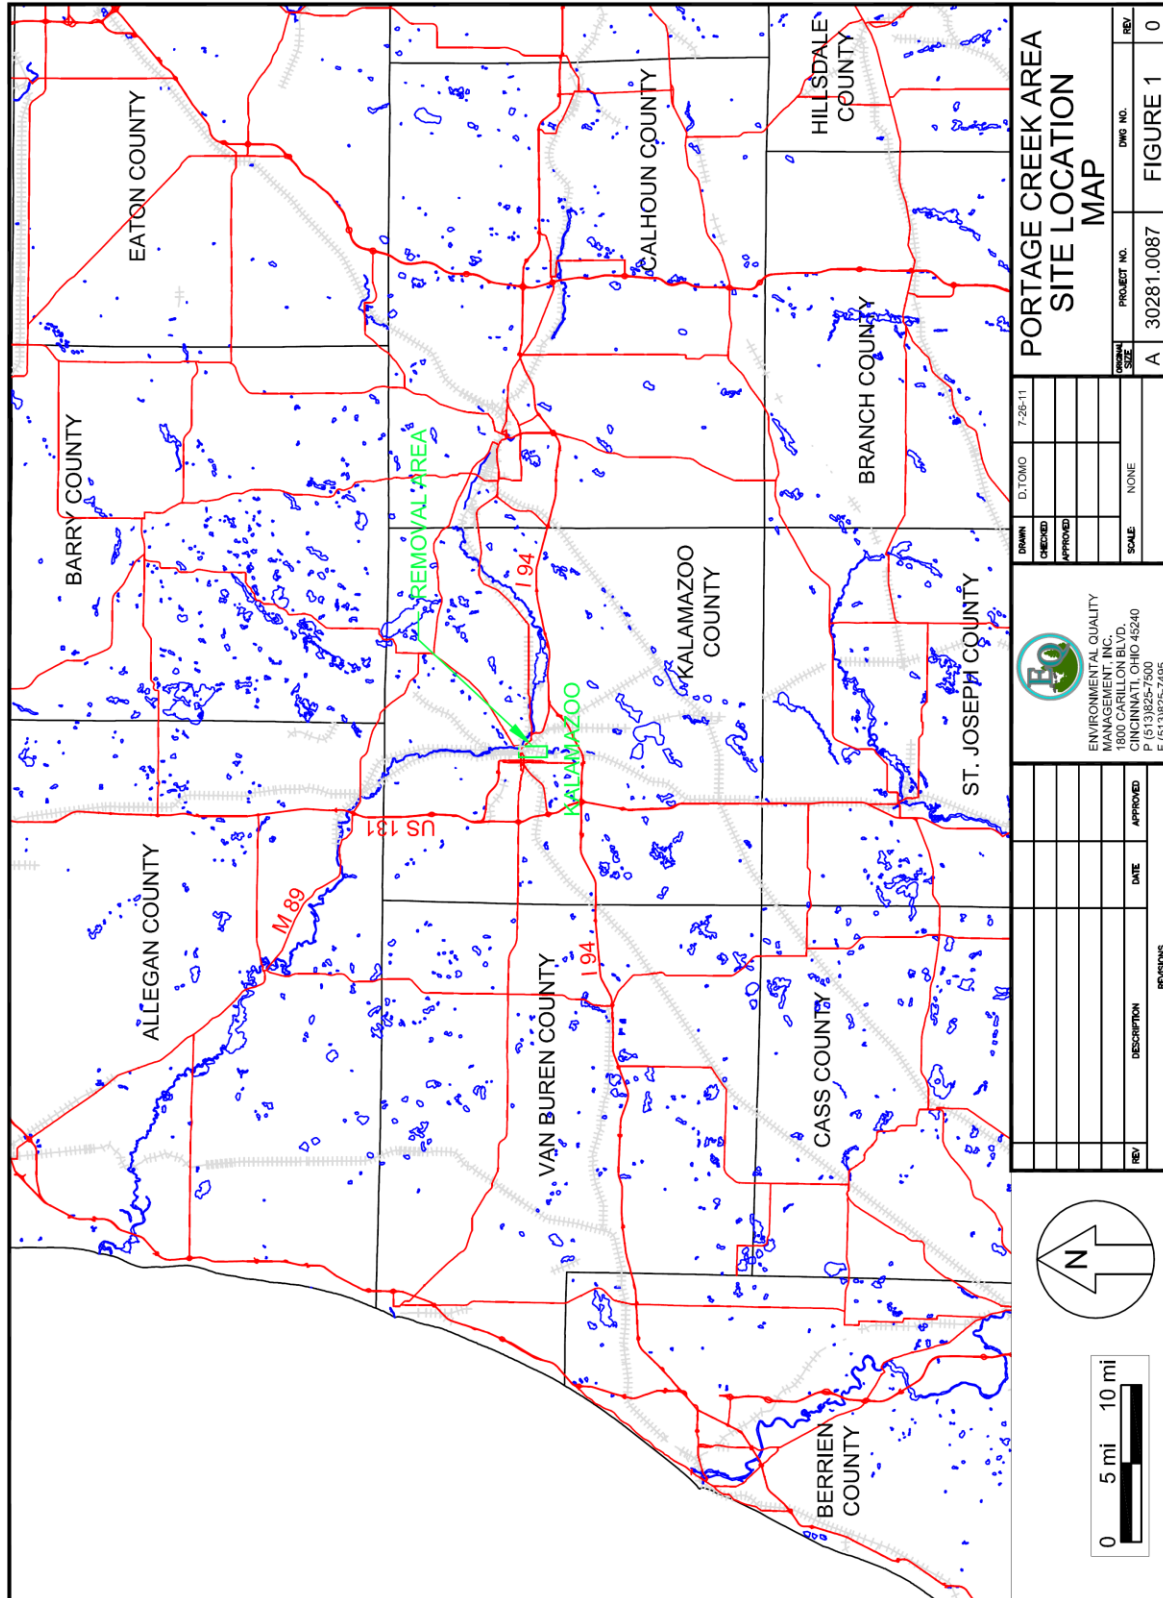 ALLEGAN COUNTY
BARRY COUNTY
EATON COUNTY
M 89
US 131
REMOVAL AREA
I 94
KALAMAZOO
VAN BUREN COUNTY
I 94
KALAMAZOO
COUNTY
CALHOUN COUNTY
BERRIEN
COUNTY
CASS COUNTY
ST. JOSEPH COUNTY
BRANCH COUNTY
HILLSDALE
COUNTY
0 5 mi 10 mi
N
REV DESCRIPTION DATE APPROVED
REVISIONS
EQ
ENVIRONMENTAL QUALITY
MANAGEMENT, INC.
1800 CARILLON BLVD.
CINCINNATI, OHIO 45240
P (513)825-7500
F (513)825-7495
DRAWN D.TOMO 7-26-11
CHECKED
APPROVED
SCALE: NONE
PORTAGE CREEK AREA
SITE LOCATION
MAP
ORIGINAL SIZE PROJECT NO. DWG NO. REV
A 30281.0087 FIGURE 1 0